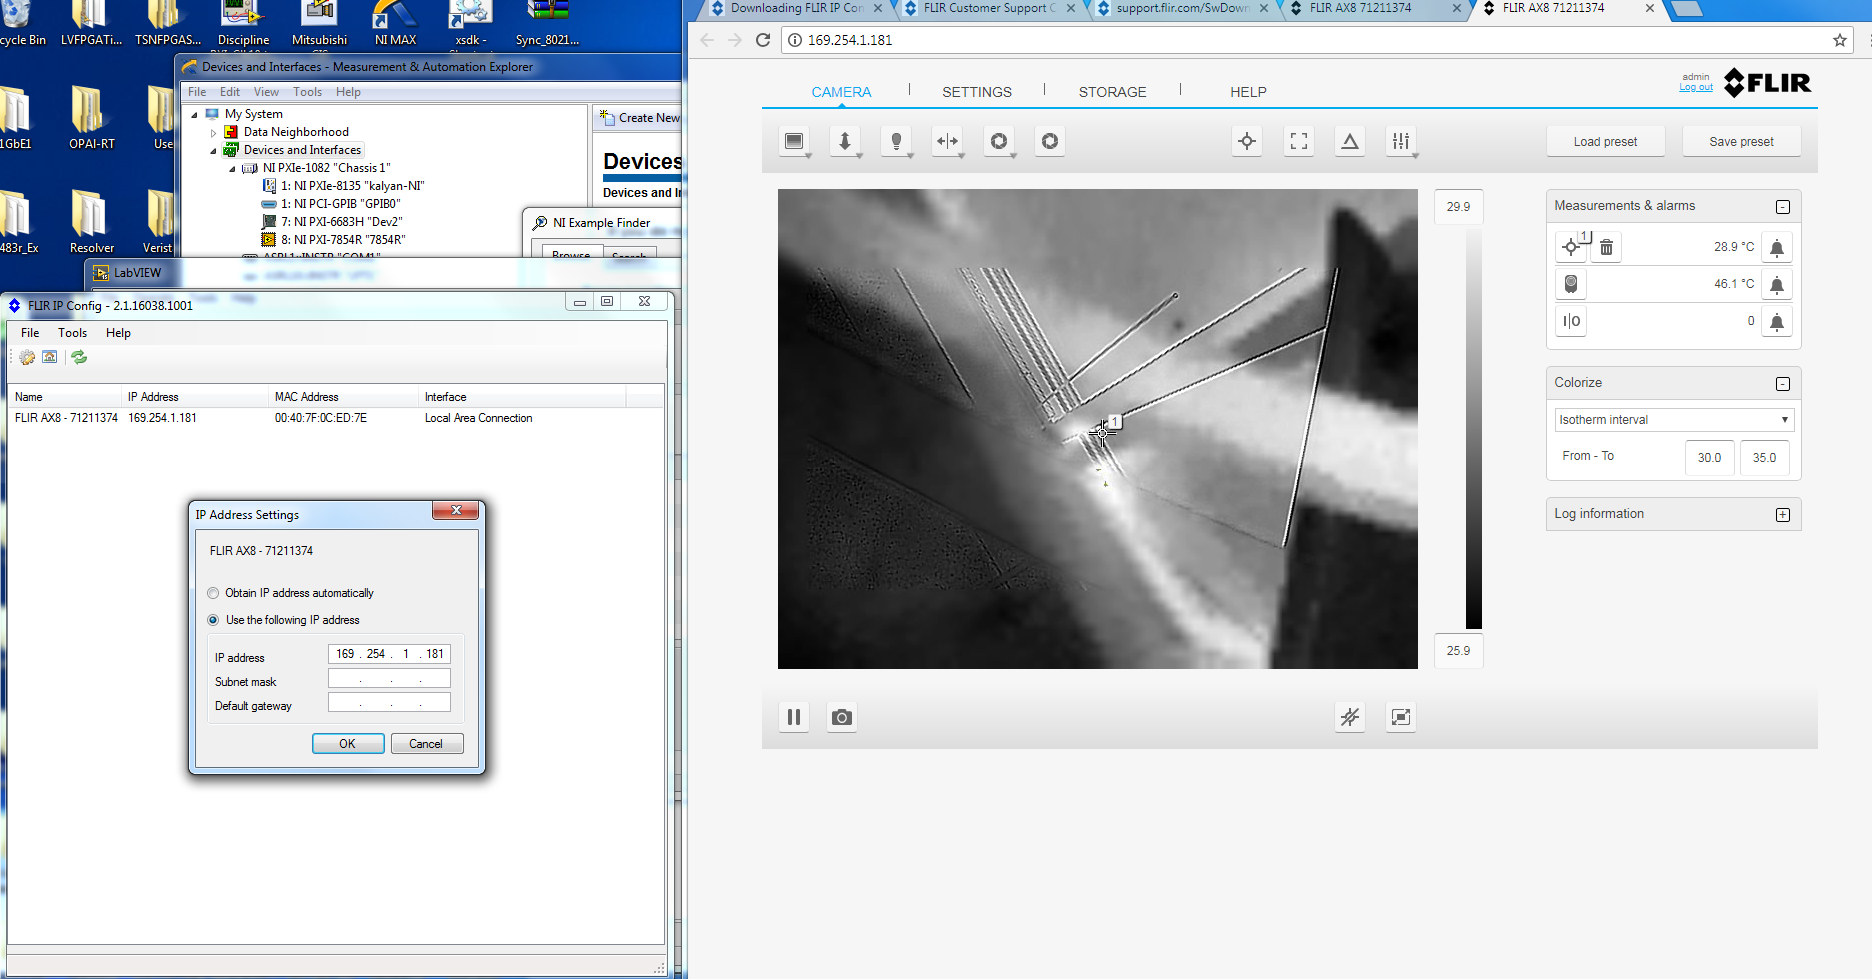 cycle Bin
LVFPGATi...
TSNFPGAS...
Discipline
Mitsubishi
NI MAX
xsdk -
Sync_8021...
1GbE1
OPAI-RT
Use
483r_Ex
Resolver
Verist
Devices and Interfaces - Measurement & Automation Explorer
File Edit View Tools Help
My System
Data Neighborhood
Devices and Interfaces
NI PXIe-1082 "Chassis 1"
1: NI PXIe-8135 "kalyan-NI"
1: NI PCI-GPIB "GPIB0"
7: NI PXI-6683H "Dev2"
8: NI PXI-7854R "7854R"
ASRL1::INSTR "COM1"
Create New
Devices
Devices and In
NI Example Finder
Browse Search
LabVIEW
FLIR IP Config - 2.1.16038.1001
File Tools Help
Name IP Address MAC Address Interface
FLIR AX8 - 71211374 169.254.1.181 00:40:7F:0C:ED:7E Local Area Connection
IP Address Settings
FLIR AX8 - 71211374
Obtain IP address automatically
Use the following IP address
IP address 169 . 254 . 1 . 181
Subnet mask . . .
Default gateway . . .
OK Cancel
Downloading FLIR IP Con
FLIR Customer Support C
support.flir.com/SwDown
FLIR AX8 71211374
FLIR AX8 71211374
169.254.1.181
CAMERA | SETTINGS | STORAGE | HELP
admin
Log out
FLIR
Load preset Save preset
29.9
1
25.9
Measurements & alarms
1 28.9 °C
46.1 °C
0
Colorize
Isotherm interval
From - To 30.0 35.0
Log information